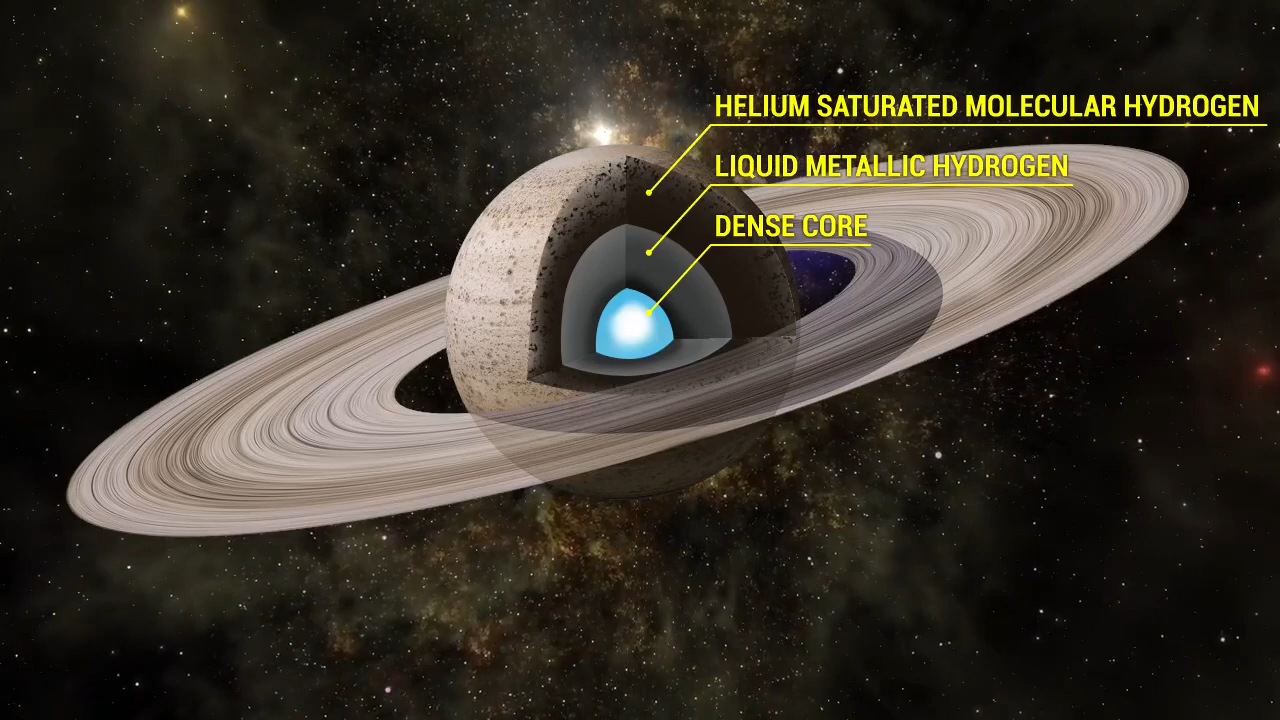 HELIUM SATURATED MOLECULAR HYDROGEN
LIQUID METALLIC HYDROGEN
DENSE CORE